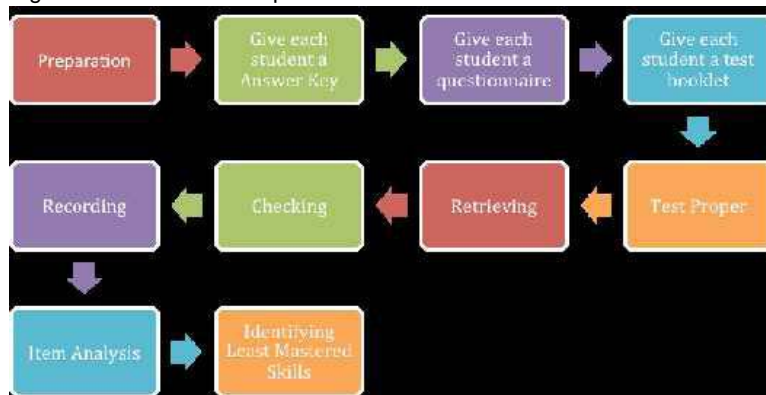 Preparation
Give each
student a
Answer Key
Give each
student a
questionnaire
Give each
student a test
booklet
Test Proper
Retrieving
Checking
Recording
Item Analysis
Identifying
Least Mastered
Skills